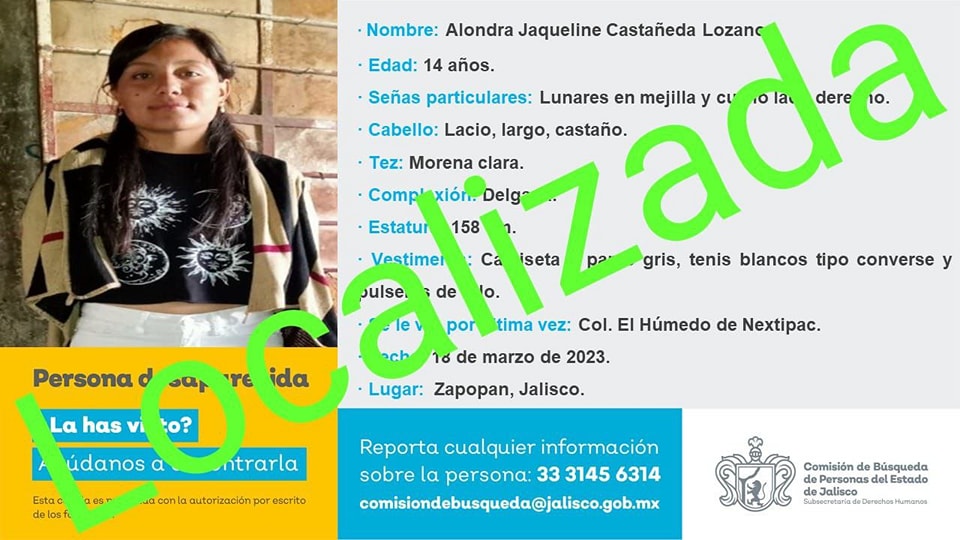 · Nombre: Alondra Jaqueline Castañeda Lozano
· Edad: 14 años.
· Señas particulares: Lunares en mejilla y cuello lado derecho.
· Cabello: Lacio, largo, castaño.
· Tez: Morena clara.
· Complexión: Delgada.
· Estatura: 158 cm.
· Vestimenta: Camiseta y gris, tenis blancos tipo converse y
pulseras de hilo.
· Se le vio por última vez: Col. El Húmedo de Nextipac.
· Fecha: 18 de marzo de 2023.
· Lugar: Zapopan, Jalisco.
Localizada
Persona desaparecida
¿La has visto?
Ayúdanos a encontrarla
Esta es con la autorización por escrito
de los
Reporta cualquier información
sobre la persona: 33 3145 6314
comisiondebusqueda@jalisco.gob.mx
Comisión de Búsqueda
de Personas del Estado
de Jalisco
Subsecretaría de Derechos Humanos